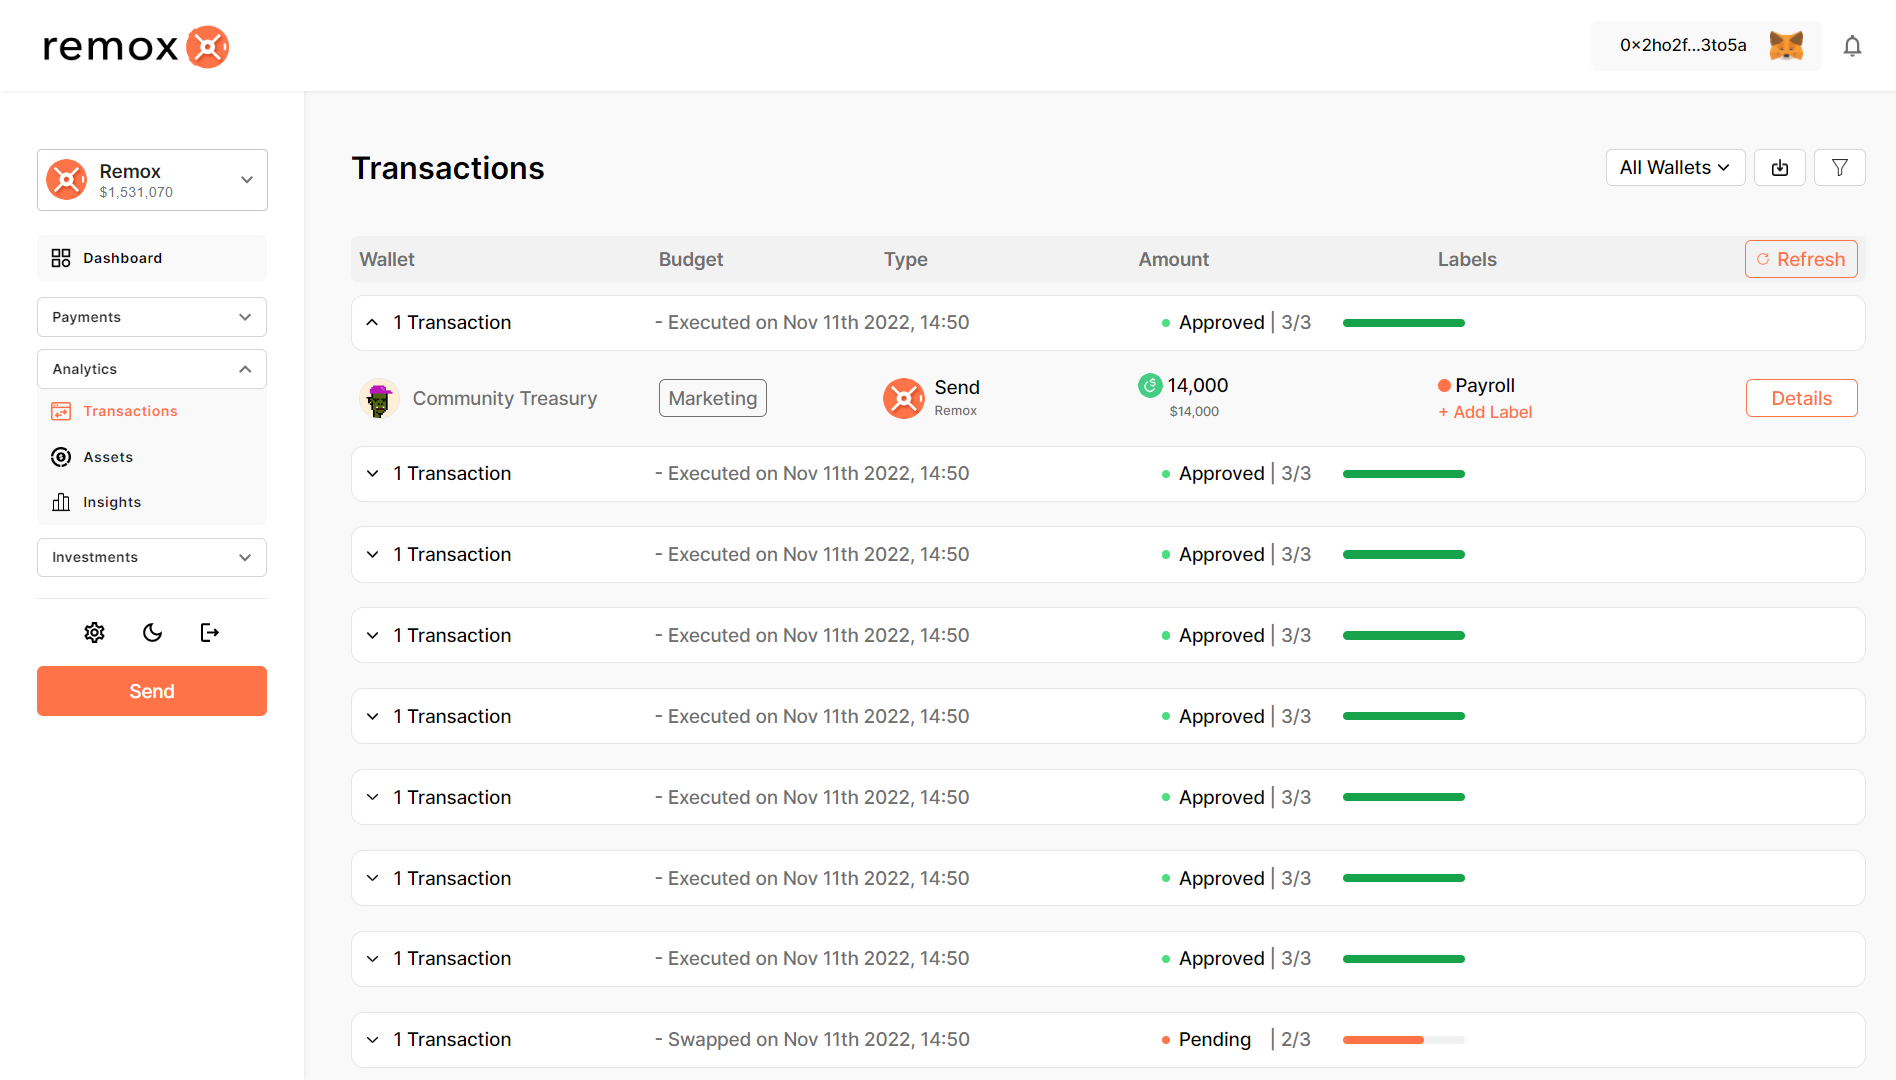 remox
0x2ho2f...3to5a
Remox
$1,531,070
Dashboard
Payments
Analytics
Transactions
Assets
Insights
Investments
Send
Transactions
All Wallets
Wallet Budget Type Amount Labels Refresh
1 Transaction - Executed on Nov 11th 2022, 14:50 Approved | 3/3
Community Treasury Marketing Send 14,000 Payroll Details
Remox $14,000 + Add Label
1 Transaction - Executed on Nov 11th 2022, 14:50 Approved | 3/3
1 Transaction - Executed on Nov 11th 2022, 14:50 Approved | 3/3
1 Transaction - Executed on Nov 11th 2022, 14:50 Approved | 3/3
1 Transaction - Executed on Nov 11th 2022, 14:50 Approved | 3/3
1 Transaction - Executed on Nov 11th 2022, 14:50 Approved | 3/3
1 Transaction - Executed on Nov 11th 2022, 14:50 Approved | 3/3
1 Transaction - Executed on Nov 11th 2022, 14:50 Approved | 3/3
1 Transaction - Swapped on Nov 11th 2022, 14:50 Pending | 2/3